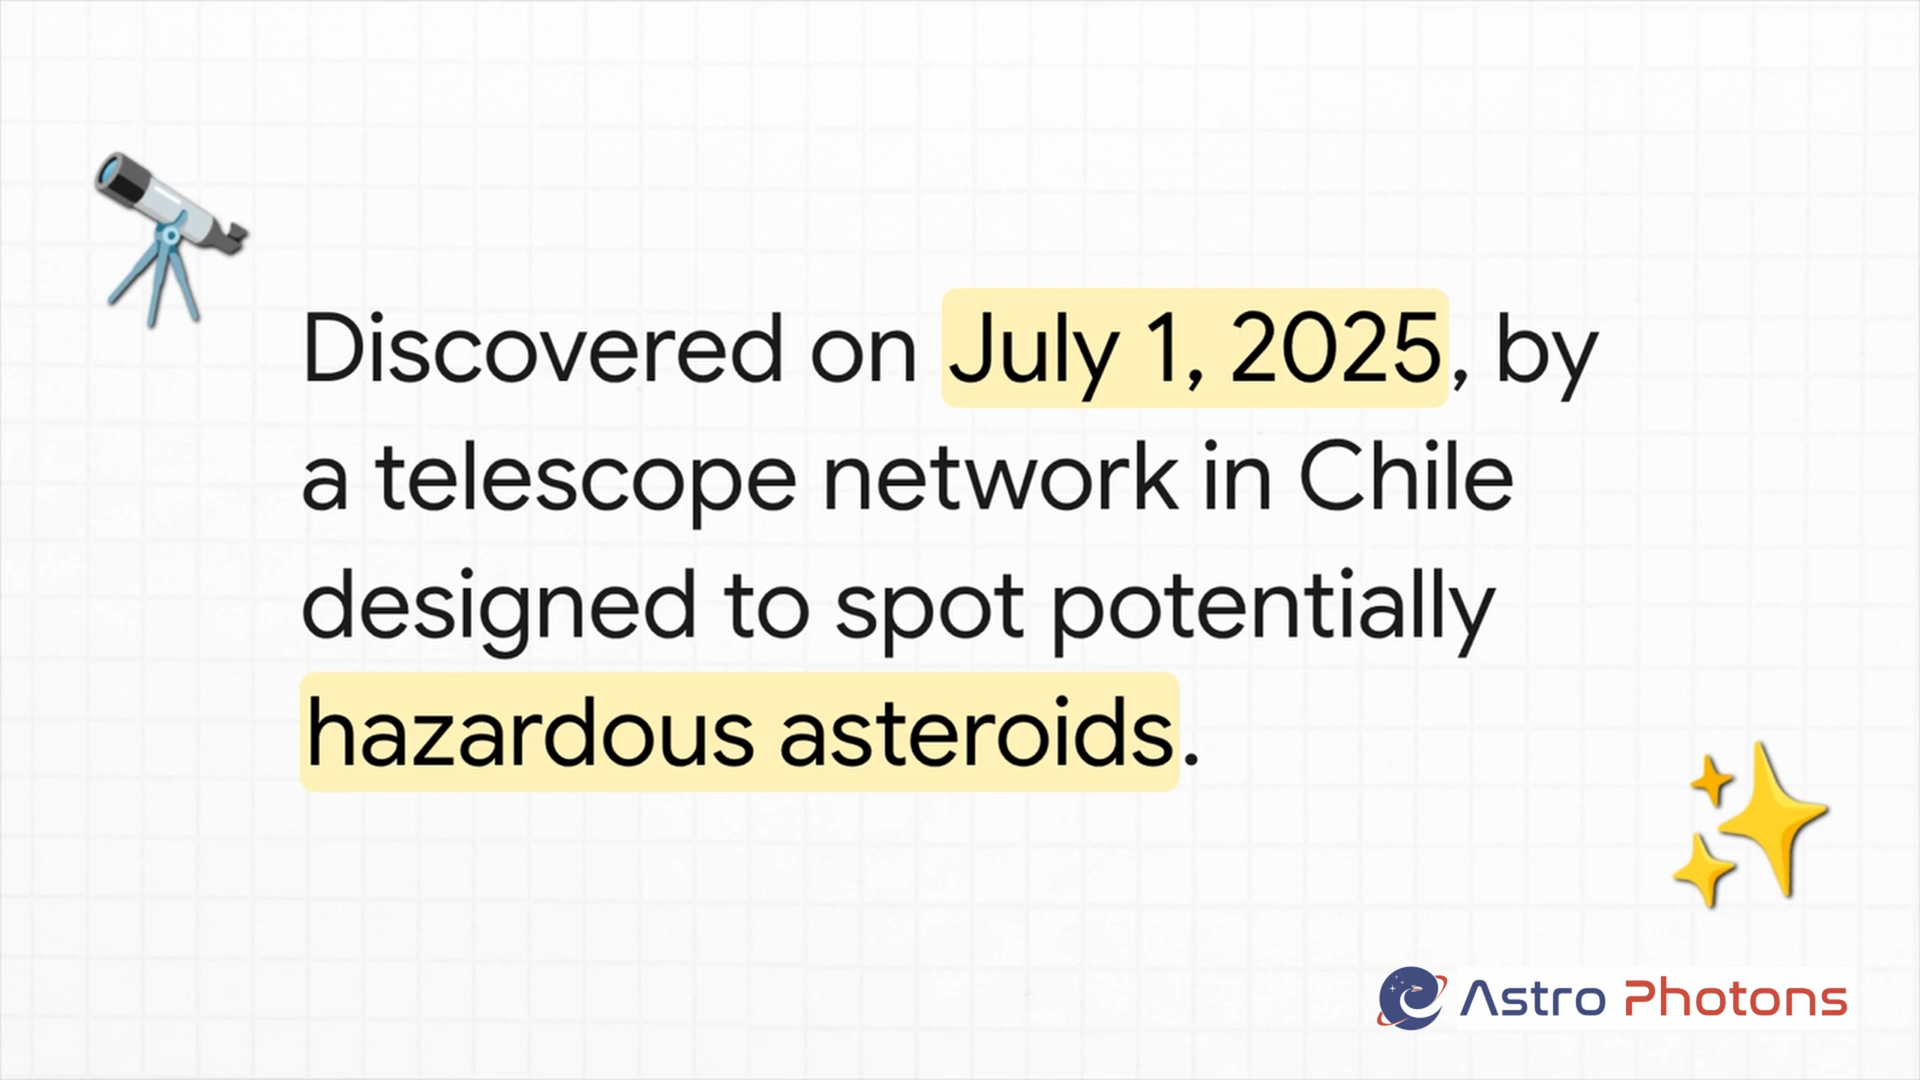 Discovered on July 1, 2025, by
a telescope network in Chile
designed to spot potentially
hazardous asteroids.
Astro Photons